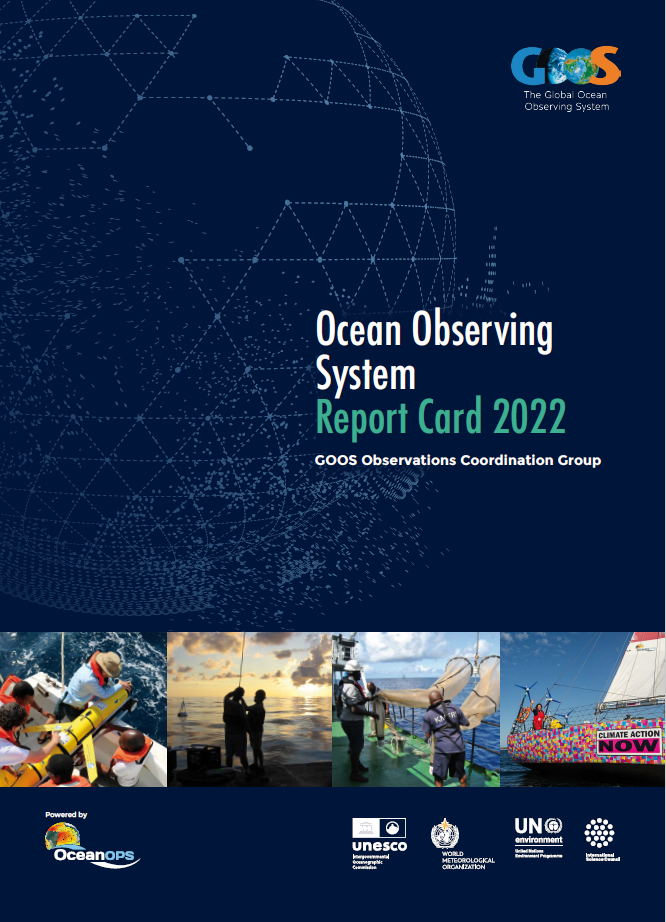 GOOS
The Global Ocean
Observing System
Ocean Observing
System
Report Card 2022
GOOS Observations Coordination Group
CLIMATE ACTION
NOW
Powered by
OceanOPS
unesco
Intergovernmental
Oceanographic
Commission
WORLD
METEOROLOGICAL
ORGANIZATION
UN
environment
United Nations
Environment Programme
International
Science Council